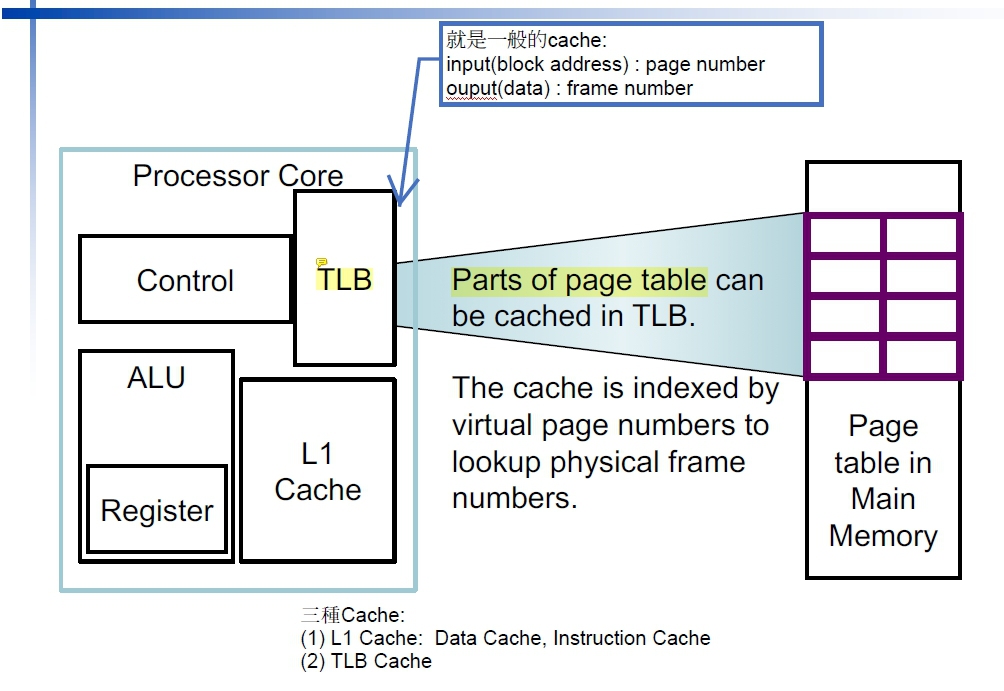 就是一般的cache:
input(block address) : page number
ouput(data) : frame number
Processor Core
Control
TLB
ALU
Register
L1
Cache
Parts of page table can
be cached in TLB.
The cache is indexed by
virtual page numbers to
lookup physical frame
numbers.
Page
table in
Main
Memory
三種Cache:
(1) L1 Cache:  Data Cache, Instruction Cache
(2) TLB Cache